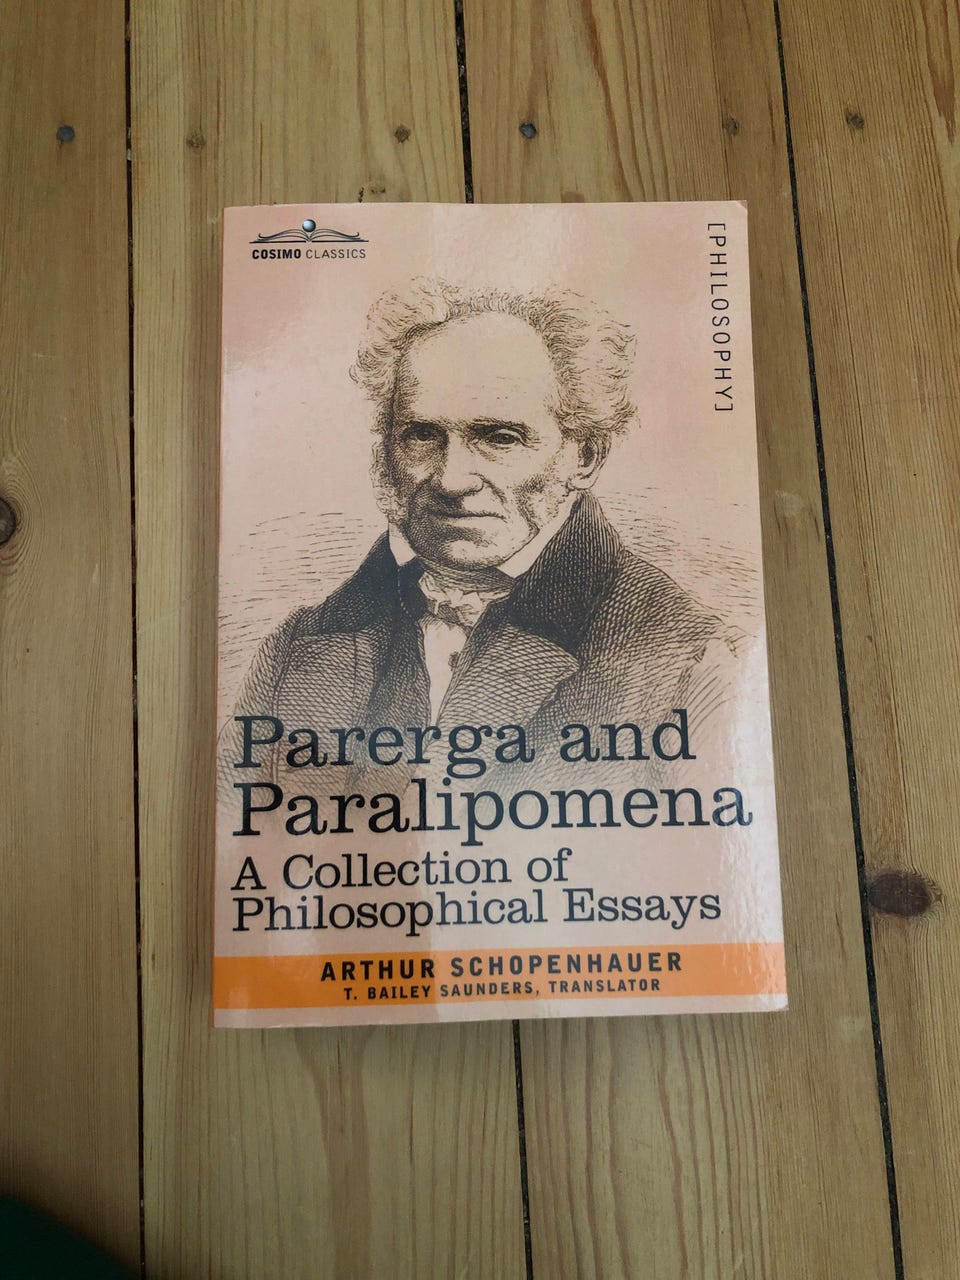 COSIMO CLASSICS
[PHILOSOPHY]
Parerga and
Paralipomena
A Collection of
Philosophical Essays
ARTHUR SCHOPENHAUER
T. BAILEY SAUNDERS, TRANSLATOR